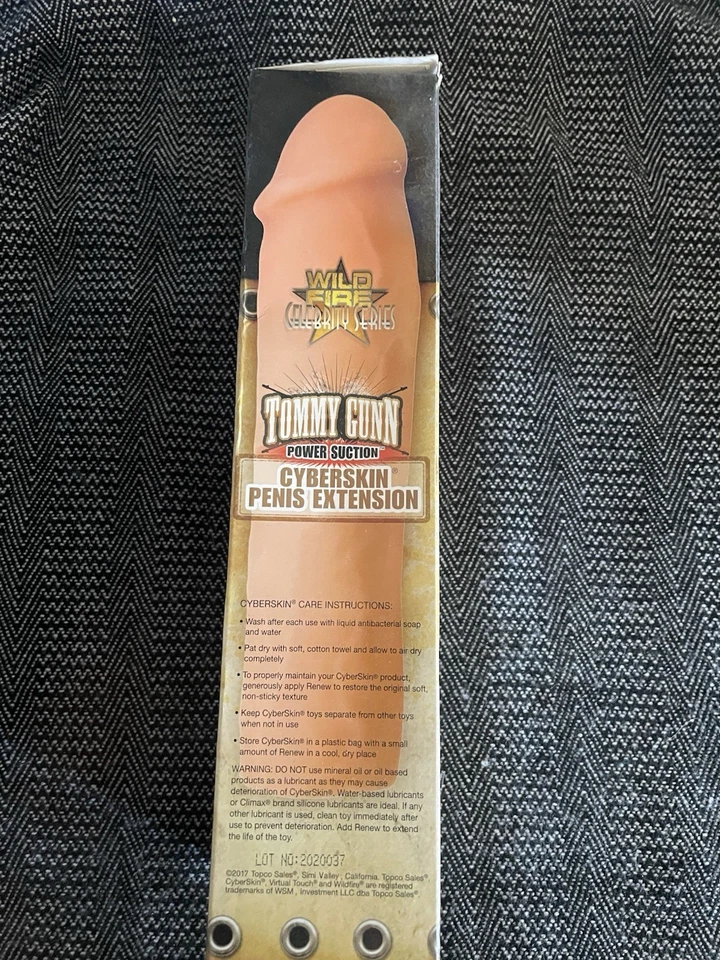 WILD
FIRE
CELEBRITY SERIES
TOMMY GUNN
POWER SUCTION™
CYBERSKIN®
PENIS EXTENSION
CYBERSKIN® CARE INSTRUCTIONS:
• Wash after each use with liquid antibacterial soap
and water
• Pat dry with soft, cotton towel and allow to air dry
completely
• To properly maintain your CyberSkin® product,
generously apply Renew to restore the original soft,
non-sticky texture
• Keep CyberSkin® toys separate from other toys
when not in use
• Store CyberSkin® in a plastic bag with a small
amount of Renew in a cool, dry place
WARNING: DO NOT use mineral oil or oil based
products as a lubricant as they may cause
deterioration of CyberSkin®. Water-based lubricants
or Climax® brand silicone lubricants are ideal. If any
other lubricant is used, clean toy immediately after
use to prevent deterioration. Add Renew to extend
the life of the toy.
LOT NO:2020037
©2017 Topco Sales®, Simi Valley, California. Topco Sales®,
CyberSkin®, Virtual Touch® and Wildfire® are registered
trademarks of WSM, Investment LLC dba Topco Sales®.